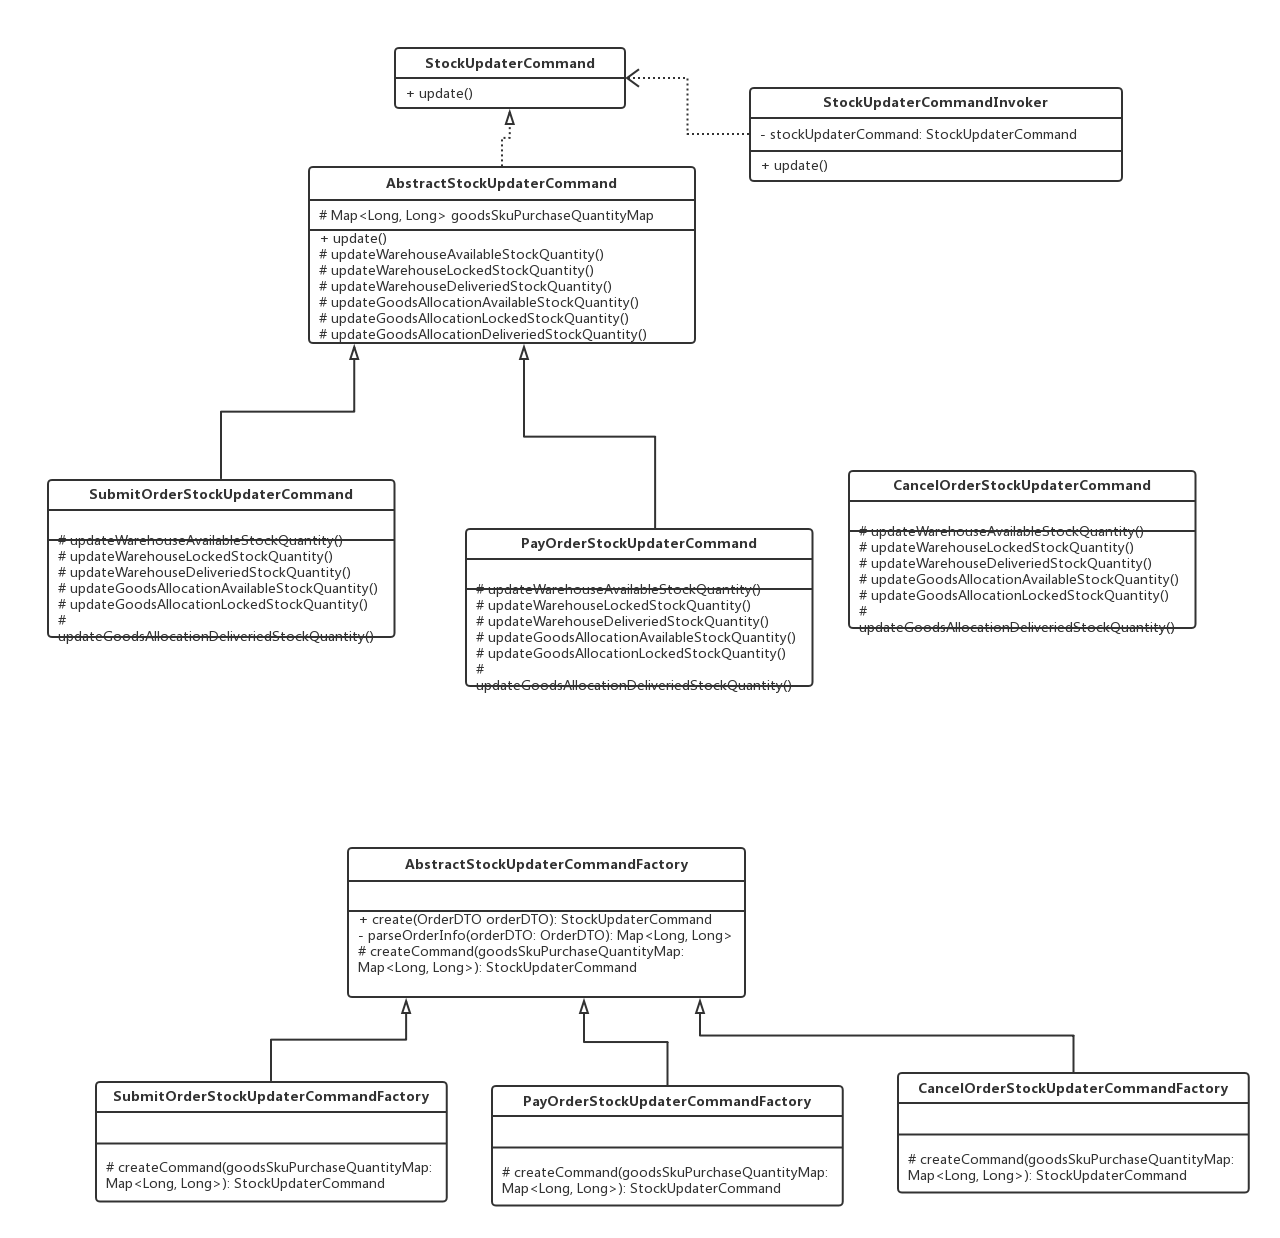 StockUpdaterCommand
+ update()
StockUpdaterCommandInvoker
- stockUpdaterCommand: StockUpdaterCommand
+ update()
AbstractStockUpdaterCommand
# Map<Long, Long> goodsSkuPurchaseQuantityMap
+ update()
# updateWarehouseAvailableStockQuantity()
# updateWarehouseLockedStockQuantity()
# updateWarehouseDeliveriedStockQuantity()
# updateGoodsAllocationAvailableStockQuantity()
# updateGoodsAllocationLockedStockQuantity()
# updateGoodsAllocationDeliveriedStockQuantity()
SubmitOrderStockUpdaterCommand
# updateWarehouseAvailableStockQuantity()
# updateWarehouseLockedStockQuantity()
# updateWarehouseDeliveriedStockQuantity()
# updateGoodsAllocationAvailableStockQuantity()
# updateGoodsAllocationLockedStockQuantity()
#
updateGoodsAllocationDeliveriedStockQuantity()
PayOrderStockUpdaterCommand
# updateWarehouseAvailableStockQuantity()
# updateWarehouseLockedStockQuantity()
# updateWarehouseDeliveriedStockQuantity()
# updateGoodsAllocationAvailableStockQuantity()
# updateGoodsAllocationLockedStockQuantity()
#
updateGoodsAllocationDeliveriedStockQuantity()
CancelOrderStockUpdaterCommand
# updateWarehouseAvailableStockQuantity()
# updateWarehouseLockedStockQuantity()
# updateWarehouseDeliveriedStockQuantity()
# updateGoodsAllocationAvailableStockQuantity()
# updateGoodsAllocationLockedStockQuantity()
#
updateGoodsAllocationDeliveriedStockQuantity()
AbstractStockUpdaterCommandFactory
+ create(OrderDTO orderDTO): StockUpdaterCommand
- parseOrderInfo(orderDTO: OrderDTO): Map<Long, Long>
# createCommand(goodsSkuPurchaseQuantityMap:
Map<Long, Long>): StockUpdaterCommand
SubmitOrderStockUpdaterCommandFactory
# createCommand(goodsSkuPurchaseQuantityMap:
Map<Long, Long>): StockUpdaterCommand
PayOrderStockUpdaterCommandFactory
# createCommand(goodsSkuPurchaseQuantityMap:
Map<Long, Long>): StockUpdaterCommand
CancelOrderStockUpdaterCommandFactory
# createCommand(goodsSkuPurchaseQuantityMap:
Map<Long, Long>): StockUpdaterCommand